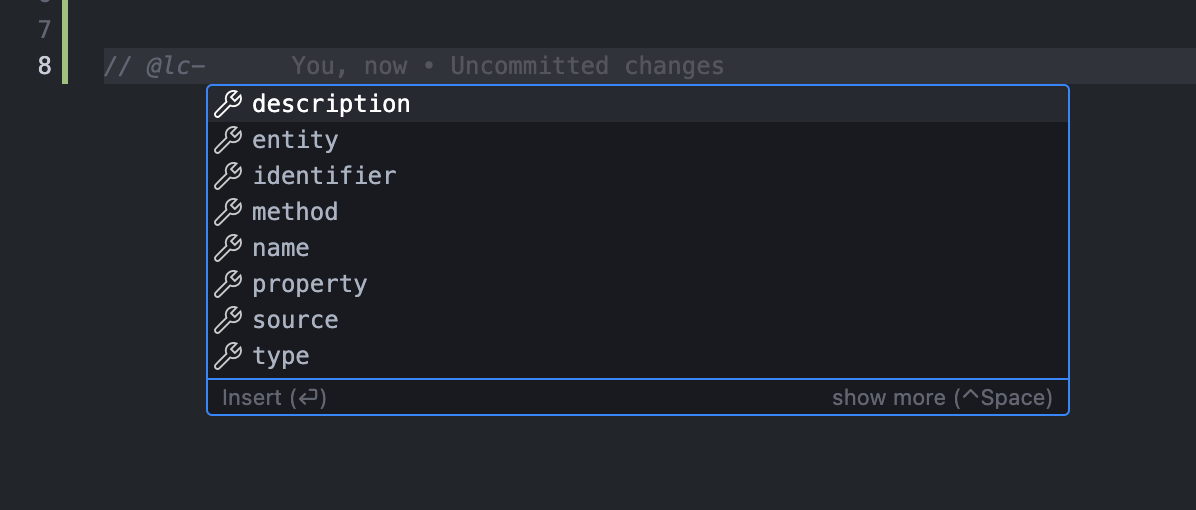 7
8 // @lc- You, now • Uncommitted changes
description
entity
identifier
method
name
property
source
type
Insert (⏎) show more (^Space)